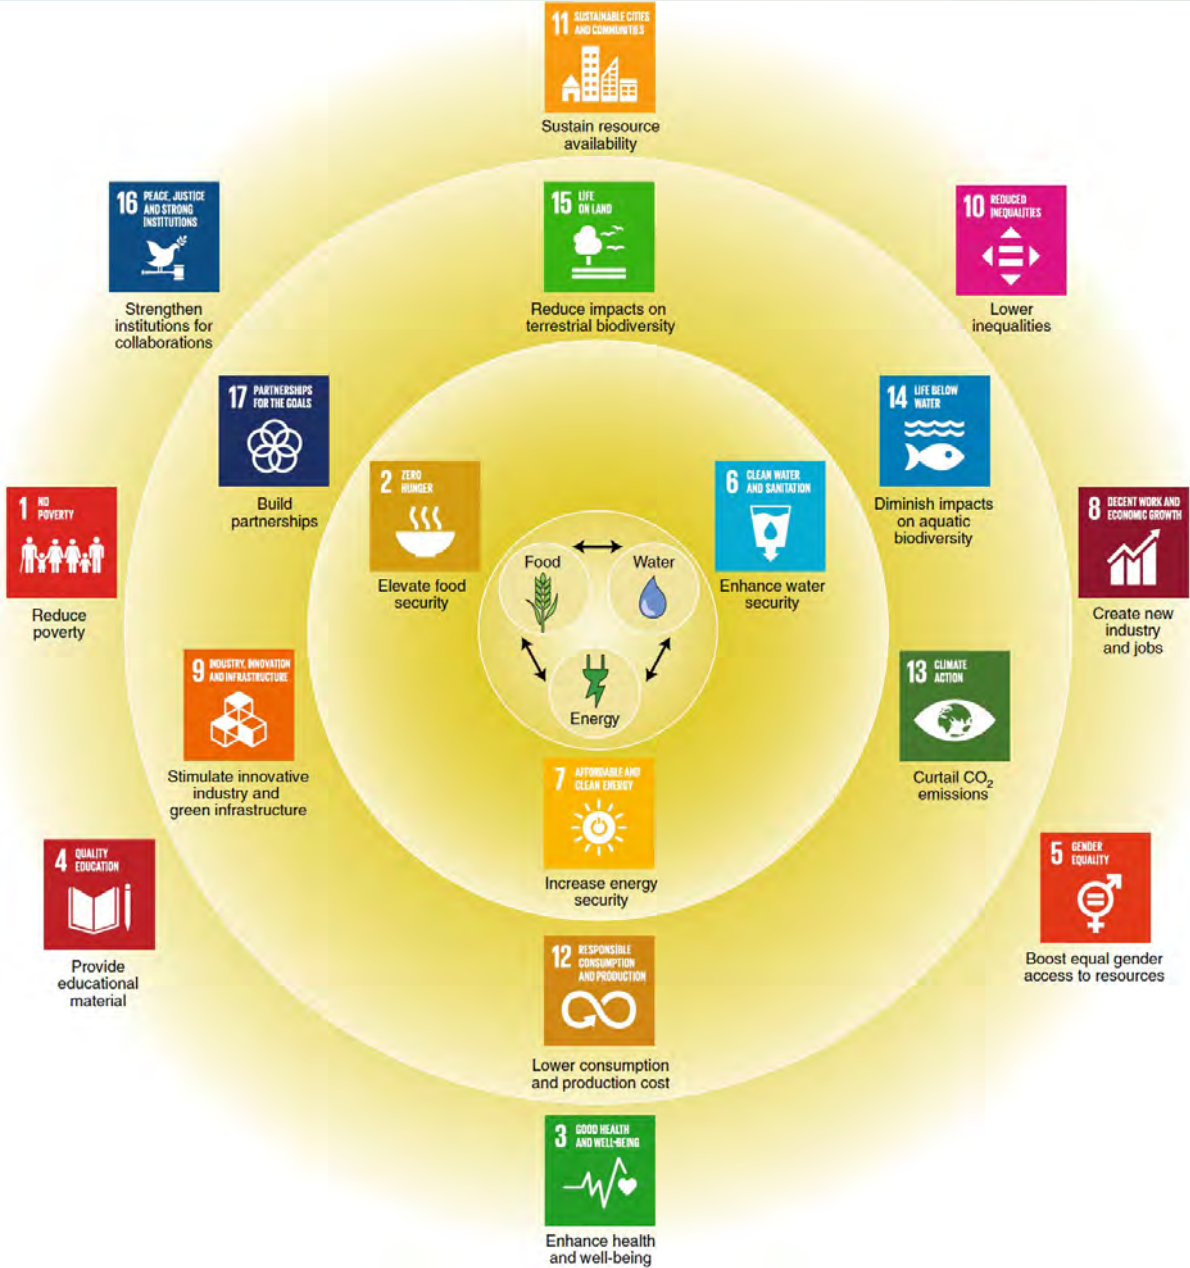 11 SUSTAINABLE CITIES
AND COMMUNITIES
Sustain resource
availability
16 PEACE, JUSTICE
AND STRONG
INSTITUTIONS
Strengthen
institutions for
collaborations
15 LIFE
ON LAND
Reduce impacts on
terrestrial biodiversity
10 REDUCED
INEQUALITIES
Lower
inequalities
17 PARTNERSHIPS
FOR THE GOALS
Build
partnerships
14 LIFE BELOW
WATER
Diminish impacts
on aquatic
biodiversity
1 NO
POVERTY
Reduce
poverty
2 ZERO
HUNGER
Elevate food
security
6 CLEAN WATER
AND SANITATION
Enhance water
security
8 DECENT WORK AND
ECONOMIC GROWTH
Create new
industry
and jobs
Food
Water
Energy
9 INDUSTRY, INNOVATION
AND INFRASTRUCTURE
Stimulate innovative
industry and
green infrastructure
13 CLIMATE
ACTION
Curtail CO₂
emissions
7 AFFORDABLE AND
CLEAN ENERGY
Increase energy
security
4 QUALITY
EDUCATION
Provide
educational
material
5 GENDER
EQUALITY
Boost equal gender
access to resources
12 RESPONSIBLE
CONSUMPTION
AND PRODUCTION
Lower consumption
and production cost
3 GOOD HEALTH
AND WELL-BEING
Enhance health
and well-being